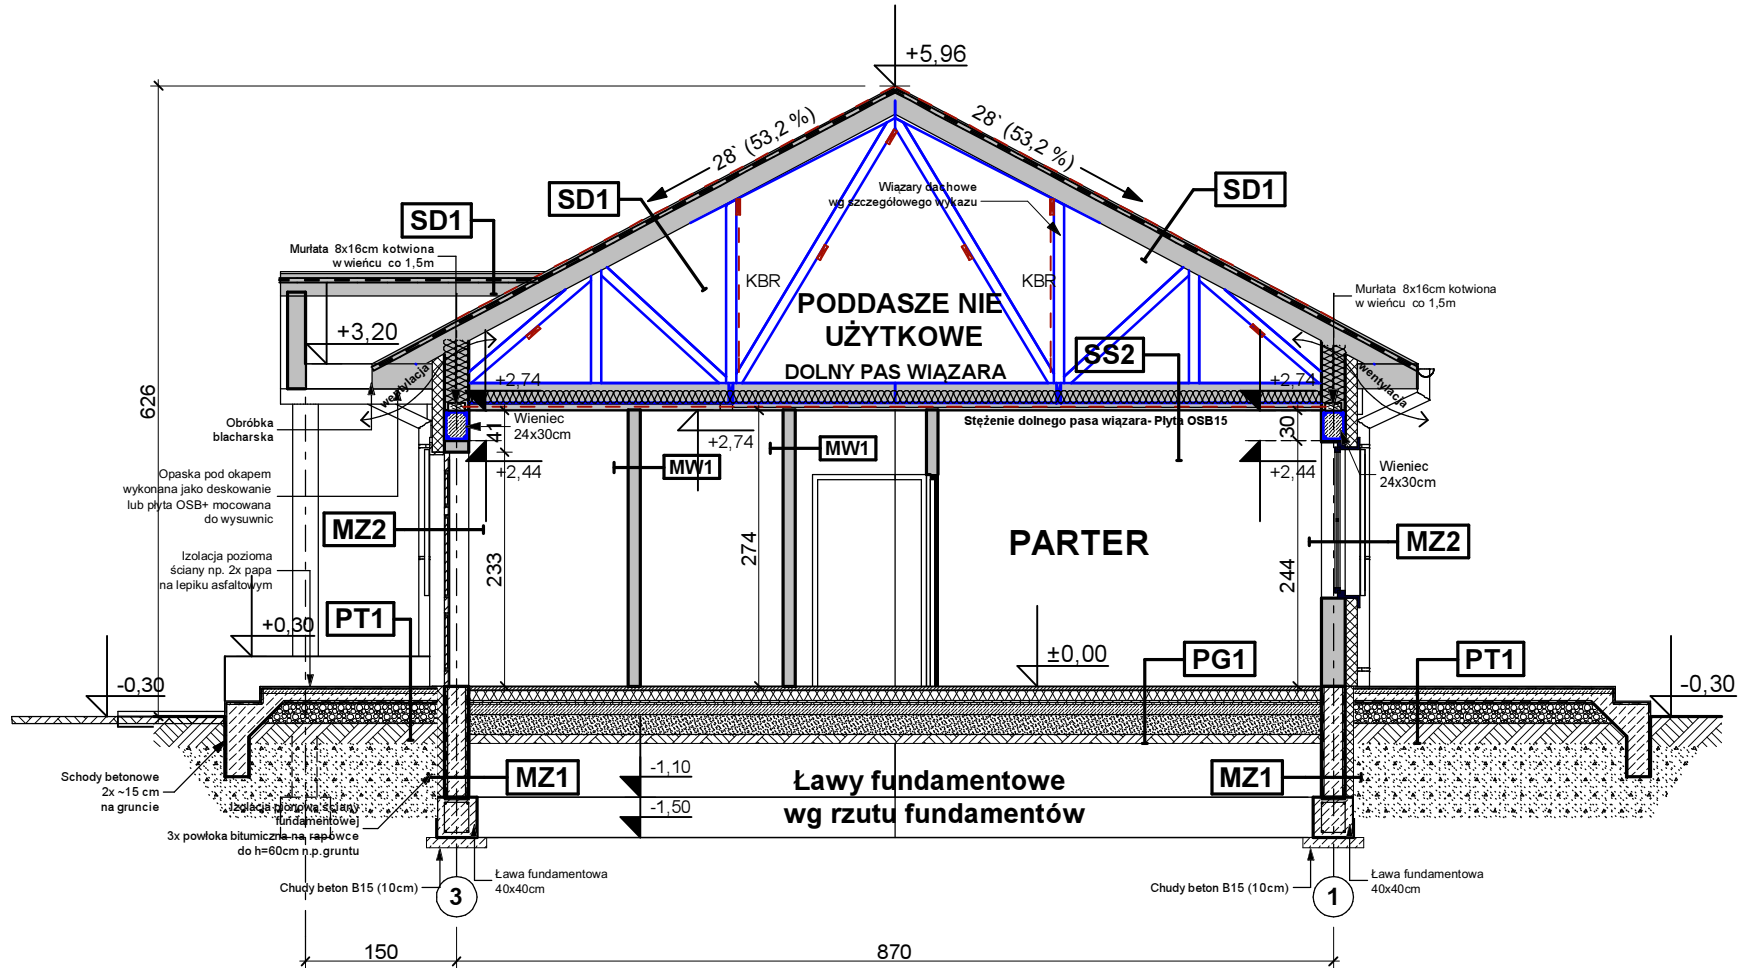 +5,96
28` (53,2 %)
28` (53,2 %)
SD1
SD1
SD1
Wiązary dachowe
wg szczegółowego wykazu
Murłata 8x16cm kotwiona
w wieńcu co 1,5m
KBR
KBR
Murłata 8x16cm kotwiona
w wieńcu co 1,5m
PODDASZE NIE
UŻYTKOWE
+3,20
SS2
DOLNY PAS WIĄZARA
wentylacja
wentylacja
+2,74
+2,74
626
Obróbka
blacharska
Wieniec
24x30cm
41
+2,74
Stężenie dolnego pasa wiązara- Płyta OSB15
30
MW1
MW1
+2,44
+2,44
Wieniec
24x30cm
Opaska pod okapem
wykonana jako deskowanie
lub płyta OSB+ mocowana
do wysuwnic
MZ2
PARTER
MZ2
Izolacja pozioma
ściany np. 2x papa
na lepiku asfaltowym
233
274
244
+0,30
PT1
±0,00
PG1
PT1
-0,30
-0,30
Schody betonowe
2x ~15 cm
na gruncie
MZ1
-1,10
Ławy fundamentowe
wg rzutu fundamentów
MZ1
-1,50
Izolacja pionowa ściany
fundamentowej
3x powłoka bitumiczna na rapówce
do h=60cm n.p.gruntu
Chudy beton B15 (10cm)
Ława fundamentowa
40x40cm
Chudy beton B15 (10cm)
Ława fundamentowa
40x40cm
3
1
150
870